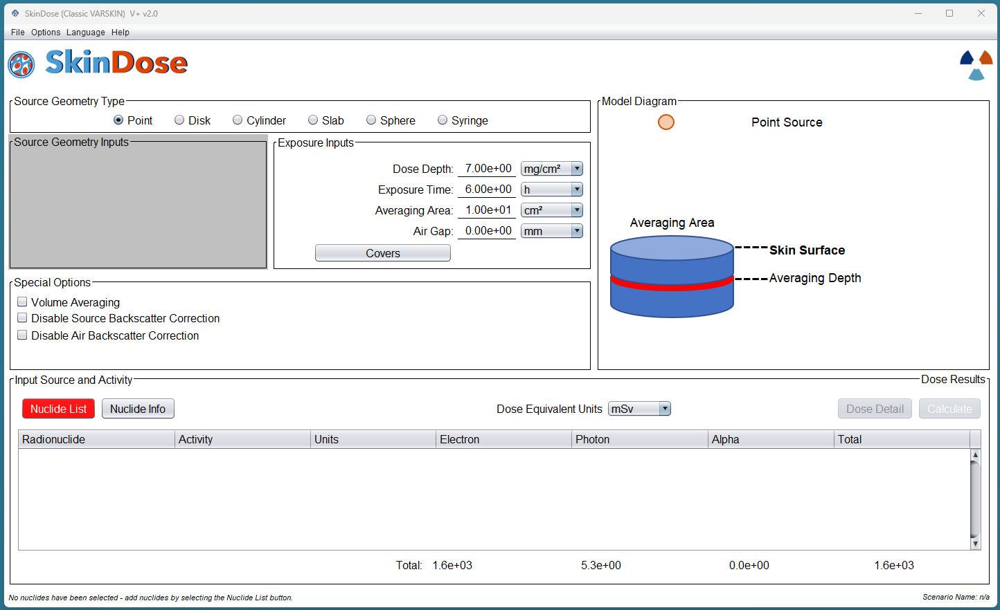 SkinDose (Classic VARSKIN) V+ v2.0
File Options Language Help
SkinDose
Source Geometry Type
Point Disk Cylinder Slab Sphere Syringe
Source Geometry Inputs
Exposure Inputs
Dose Depth: 7.00e+00 mg/cm²
Exposure Time: 6.00e+00 h
Averaging Area: 1.00e+01 cm²
Air Gap: 0.00e+00 mm
Covers
Special Options
Volume Averaging
Disable Source Backscatter Correction
Disable Air Backscatter Correction
Model Diagram
Point Source
Averaging Area
Skin Surface
Averaging Depth
Input Source and Activity
Dose Results
Nuclide List Nuclide Info Dose Equivalent Units mSv Dose Detail Calculate
Radionuclide Activity Units Electron Photon Alpha Total
Total: 1.6e+03 5.3e+00 0.0e+00 1.6e+03
No nuclides have been selected - add nuclides by selecting the Nuclide List button.
Scenario Name: n/a